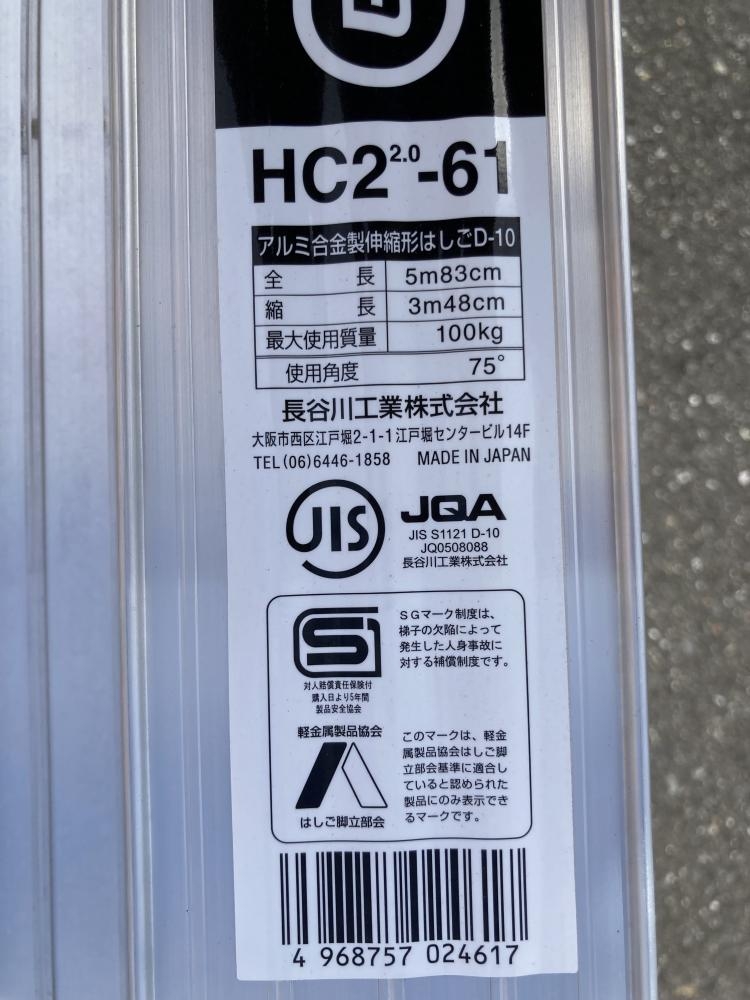 HC2 2.0-61
アルミ合金製伸縮形はしごD-10
全長 5m83cm
縮長 3m48cm
最大使用質量 100kg
使用角度 75°
長谷川工業株式会社
大阪市西区江戸堀2-1-1江戸堀センタービル14F
TEL(06)6446-1858 MADE IN JAPAN
JIS
JQA
JIS S1121 D-10
JQ0508088
長谷川工業株式会社
SG
対人賠償責任保険付
購入日より5年間
製品安全協会
SGマーク制度は、
梯子の欠陥によって
発生した人身事故に
対する補償制度です。
軽金属製品協会
はしご脚立部会
このマークは、軽金
属製品協会はしご脚
立部会基準に適合し
ていると認められた
製品にのみ表示でき
るマークです。
4 968757 024617